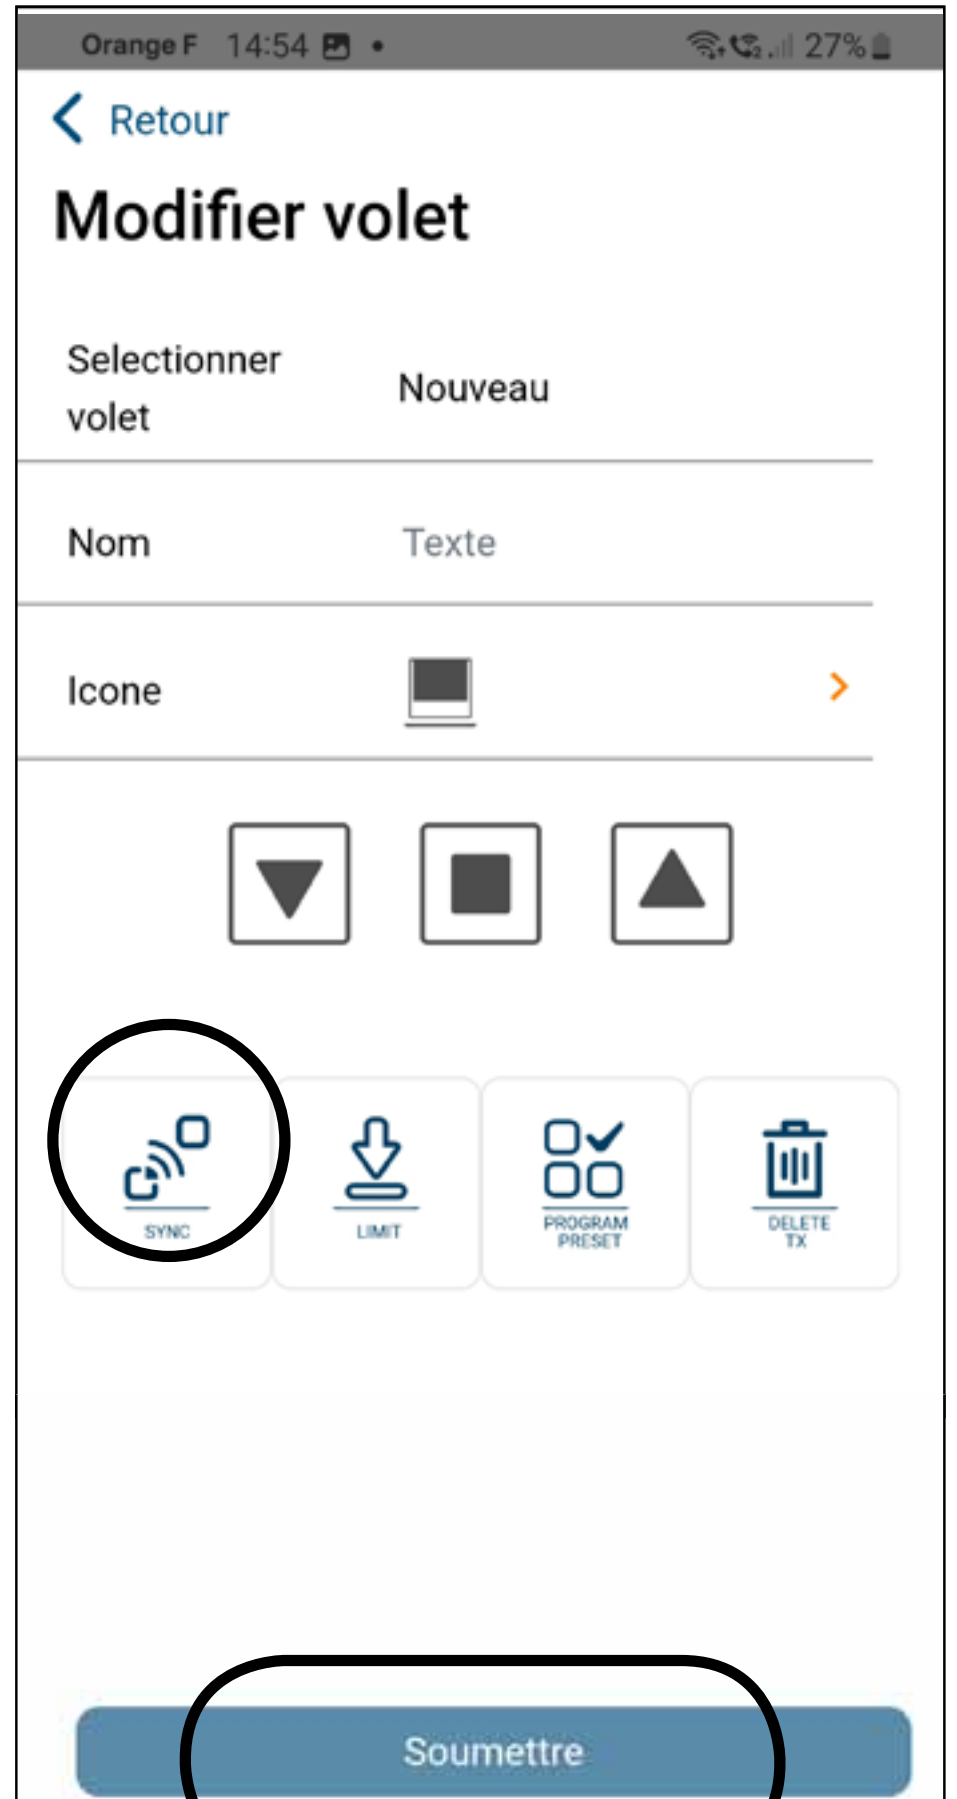 Orange F 14:54 27%
Retour
Modifier volet
Selectionner
volet
Nouveau
Nom Texte
Icone
SYNC
LIMIT
PROGRAM
PRESET
DELETE
TX
Soumettre